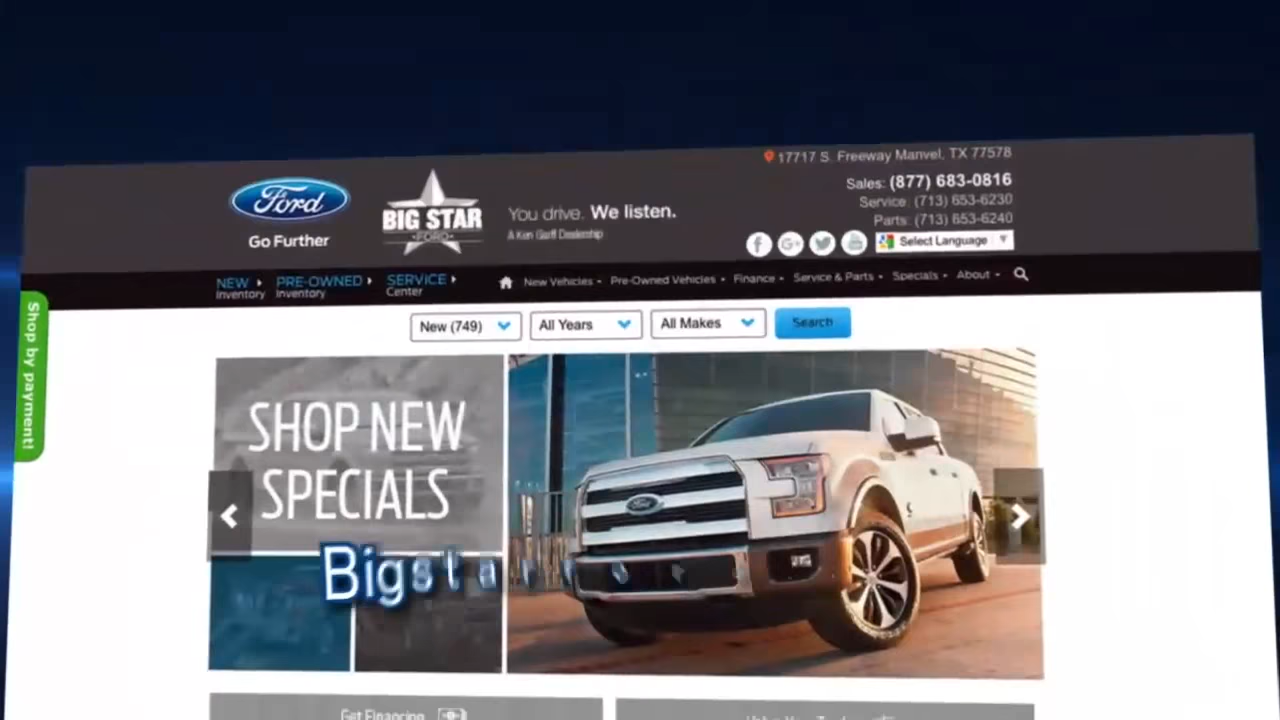 17717 S. Freeway Manvel, TX 77578
Ford
Go Further
BIG STAR
FORD
You drive. We listen.
A Ken Garff Dealership
Sales: (877) 683-0816
Service: (713) 653-6230
Parts: (713) 653-6240
Select Language
NEW
Inventory
PRE-OWNED
Inventory
SERVICE
Center
New Vehicles
Pre-Owned Vehicles
Finance
Service & Parts
Specials
About
Shop by payment!
New (749)
All Years
All Makes
Search
SHOP NEW
SPECIALS
Ford
Bigsta
Get Financing